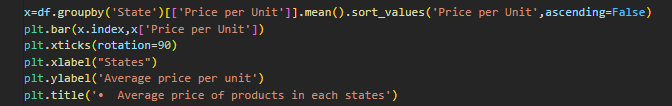 x=df.groupby('State')[['Price per Unit']].mean().sort_values('Price per Unit',ascending=False)
plt.bar(x.index,x['Price per Unit'])
plt.xticks(rotation=90)
plt.xlabel("States")
plt.ylabel('Average price per unit')
plt.title('•  Average price of products in each states')